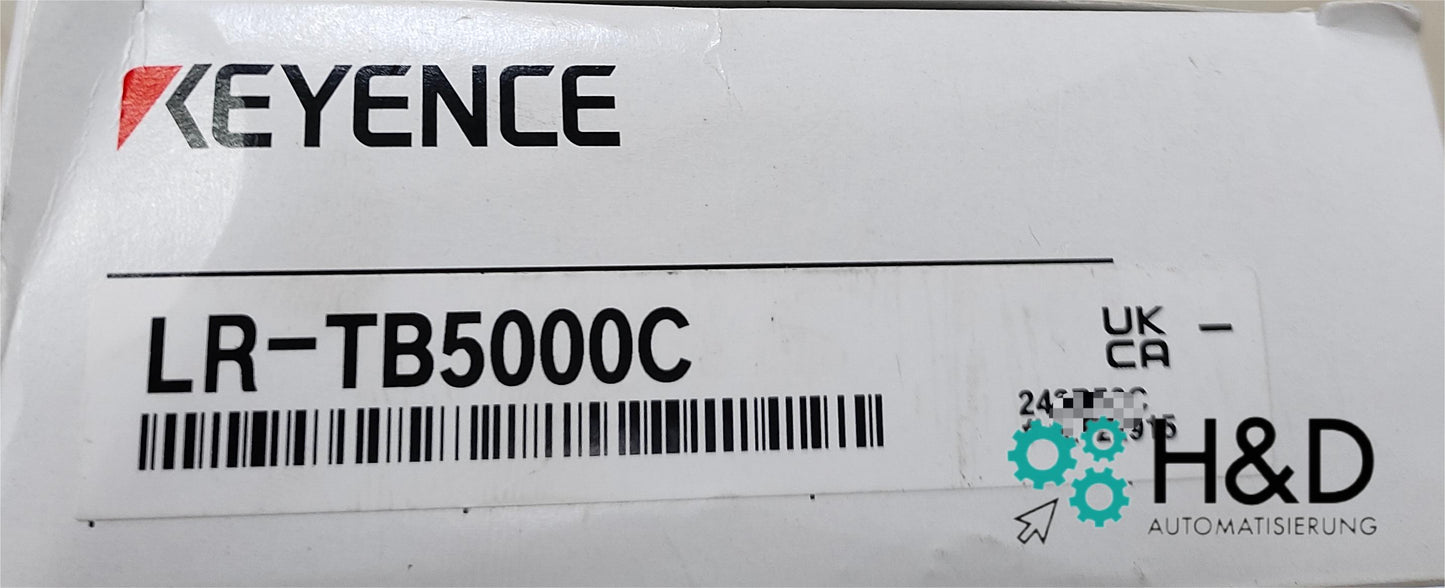 KEYENCE
LR-TB5000C
UK
CA
–
H&D
AUTOMATISIERUNG